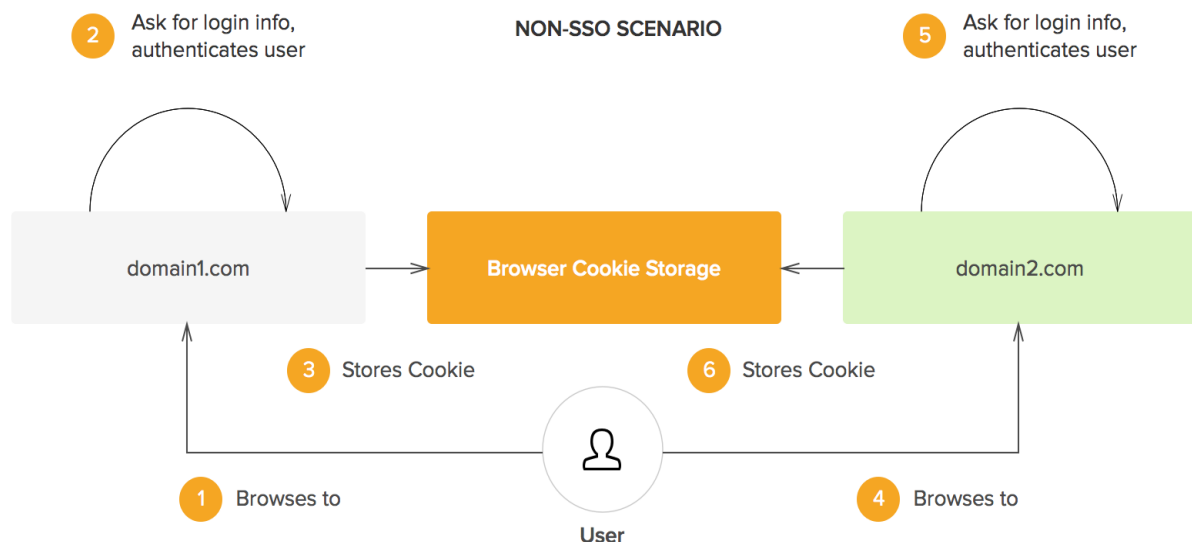 NON-SSO SCENARIO
2
Ask for login info,
authenticates user
5
Ask for login info,
authenticates user
domain1.com
Browser Cookie Storage
domain2.com
3
Stores Cookie
6
Stores Cookie
1
Browses to
4
Browses to
User